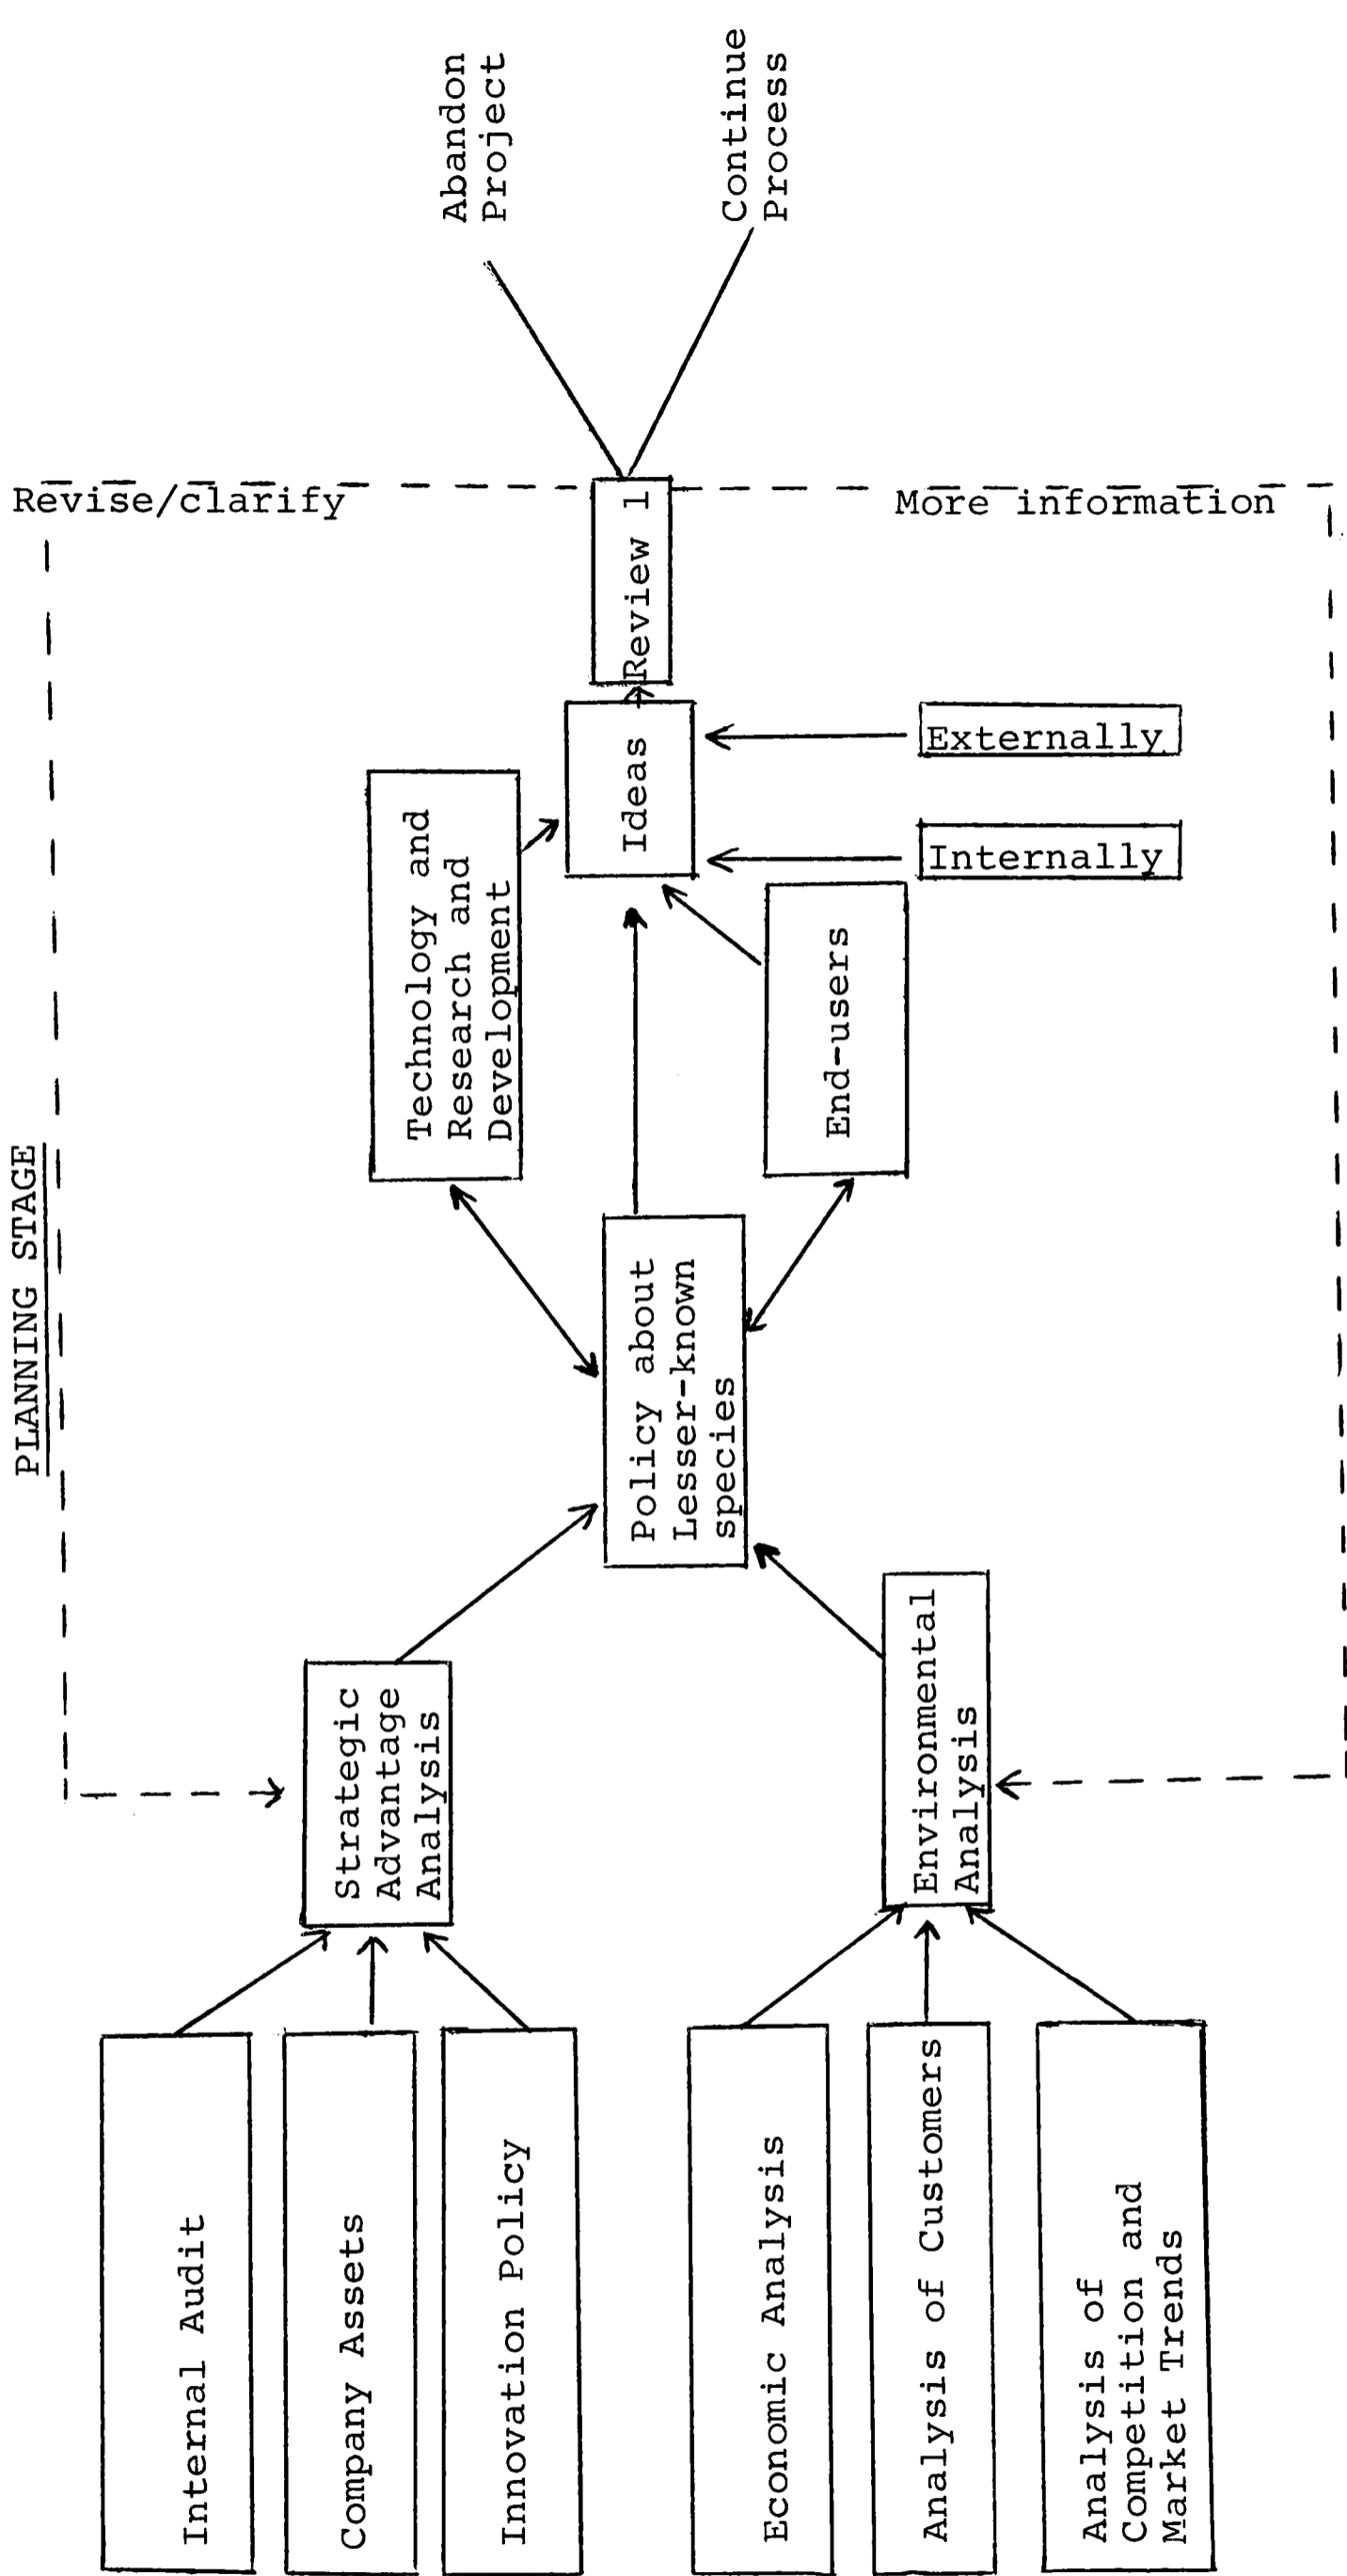 PLANNING STAGE
Revise/clarify
Internal Audit
Company Assets
Innovation Policy
Strategic
Advantage
Analysis
Economic Analysis
Analysis of Customers
Analysis of
Competition and
Market Trends
Environmental
Analysis
Policy about
Lesser-known
species
Technology and
Research and
Development
End-users
Ideas
Internally
Externally
Review 1
More information
Abandon
Project
Continue
Process